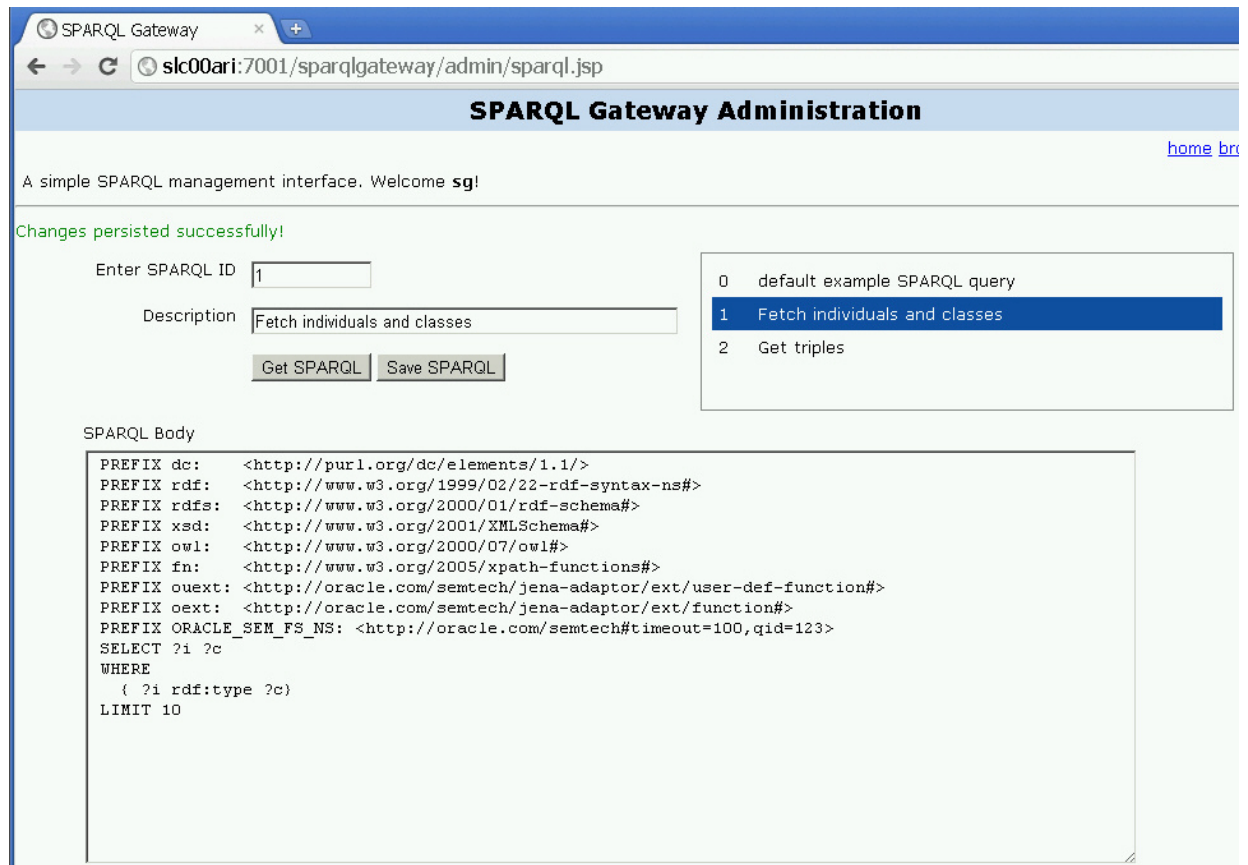 SPARQL Gateway
slc00ari:7001/sparqlgateway/admin/sparql.jsp
SPARQL Gateway Administration
home
A simple SPARQL management interface. Welcome sg!
Changes persisted successfully!
Enter SPARQL ID 1
Description Fetch individuals and classes
Get SPARQL Save SPARQL
0 default example SPARQL query
1 Fetch individuals and classes
2 Get triples
SPARQL Body
PREFIX dc: <http://purl.org/dc/elements/1.1/>
PREFIX rdf: <http://www.w3.org/1999/02/22-rdf-syntax-ns#>
PREFIX rdfs: <http://www.w3.org/2000/01/rdf-schema#>
PREFIX xsd: <http://www.w3.org/2001/XMLSchema#>
PREFIX owl: <http://www.w3.org/2000/07/owl#>
PREFIX fn: <http://www.w3.org/2005/xpath-functions#>
PREFIX ouext: <http://oracle.com/semtech/jena-adaptor/ext/user-def-function#>
PREFIX oext: <http://oracle.com/semtech/jena-adaptor/ext/function#>
PREFIX ORACLE_SEM_FS_NS: <http://oracle.com/semtech#timeout=100,qid=123>
SELECT ?i ?c
WHERE
{ ?i rdf:type ?c}
LIMIT 10